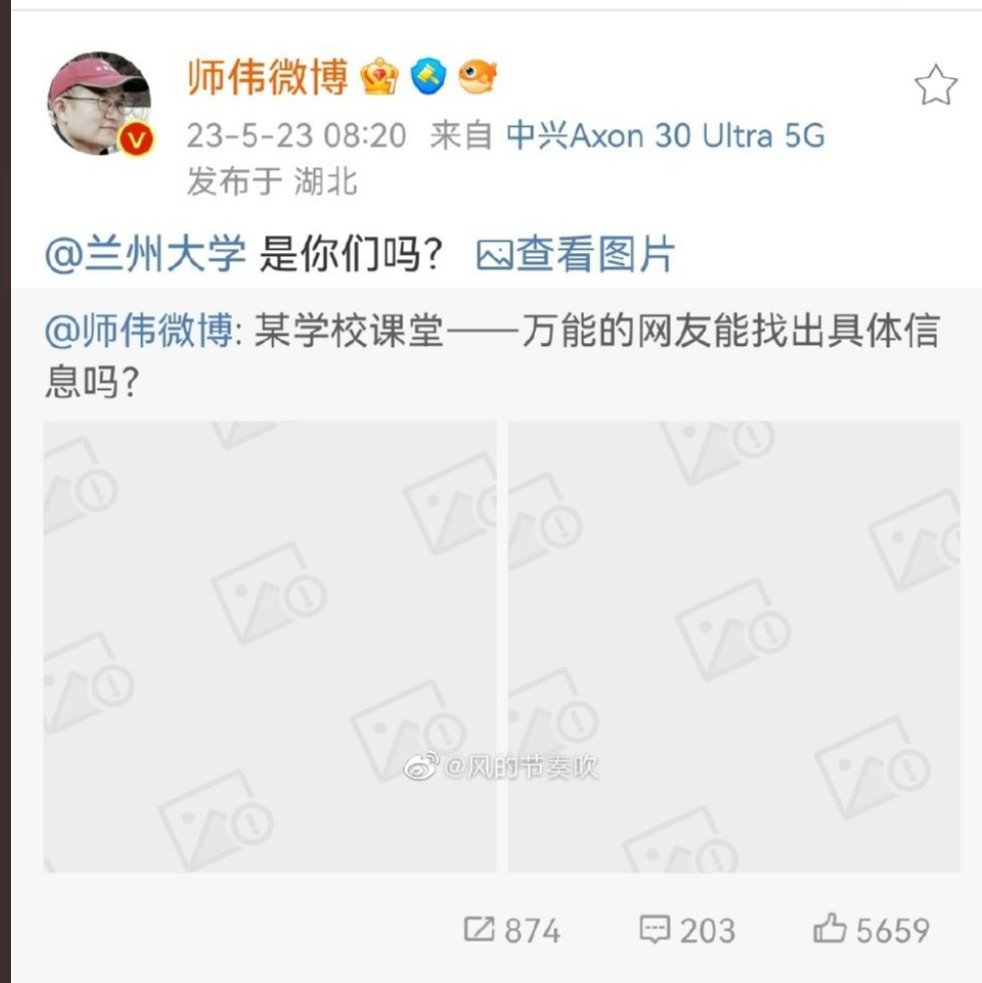 师伟微博
23-5-23 08:20 来自 中兴Axon 30 Ultra 5G
发布于 湖北
@兰州大学 是你们吗? 查看图片
@师伟微博: 某学校课堂——万能的网友能找出具体信
息吗?
@风的节奏吹
874 203 5659